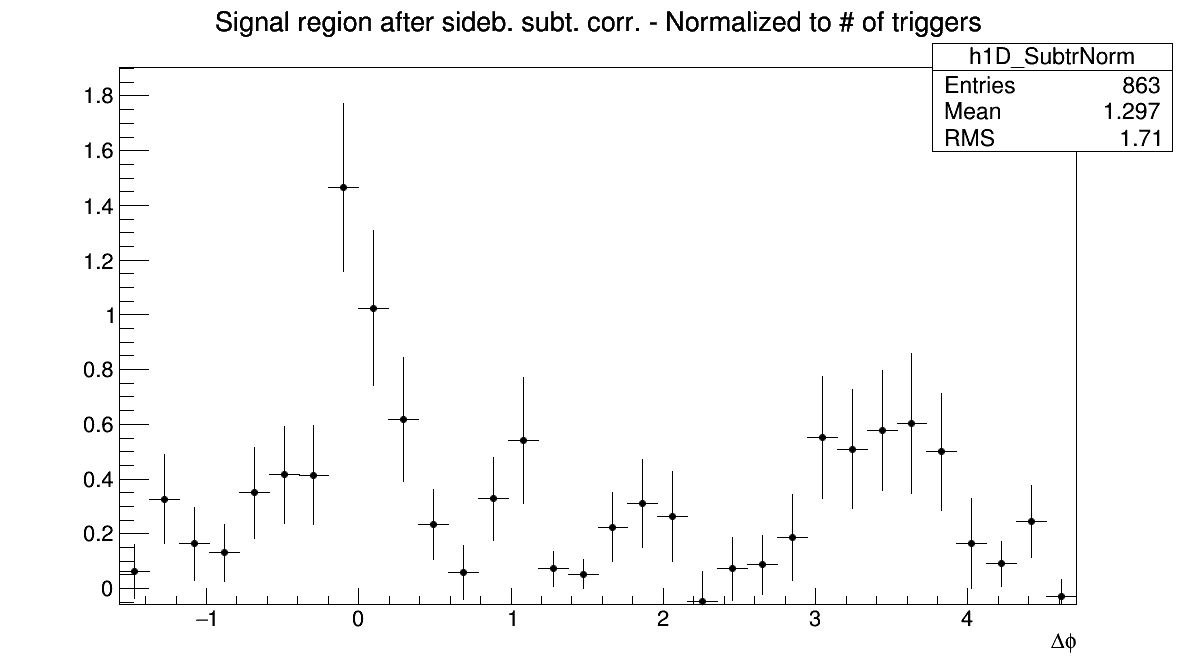 Signal region after sideb. subt. corr. - Normalized to # of triggers
h1D_SubtrNorm
Entries 863
Mean 1.297
RMS 1.71
1.8
1.6
1.4
1.2
1
0.8
0.6
0.4
0.2
0
−1 0 1 2 3 4
Δϕ